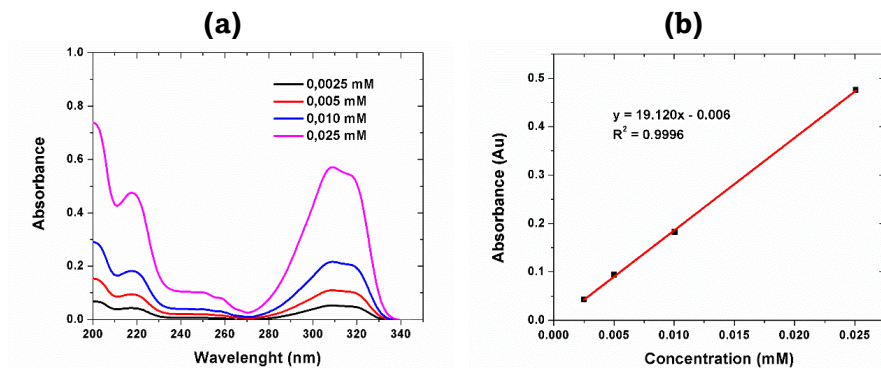 (a)
1.0
0.8
0.6
0.4
0.2
0.0
Absorbance
0,0025 mM
0,005 mM
0,010 mM
0,025 mM
200 220 240 260 280 300 320 340
Wavelenght (nm)
(b)
0.5
0.4
0.3
0.2
0.1
0.0
Absorbance (Au)
y = 19.120x - 0.006
R² = 0.9996
0.000 0.005 0.010 0.015 0.020 0.025
Concentration (mM)